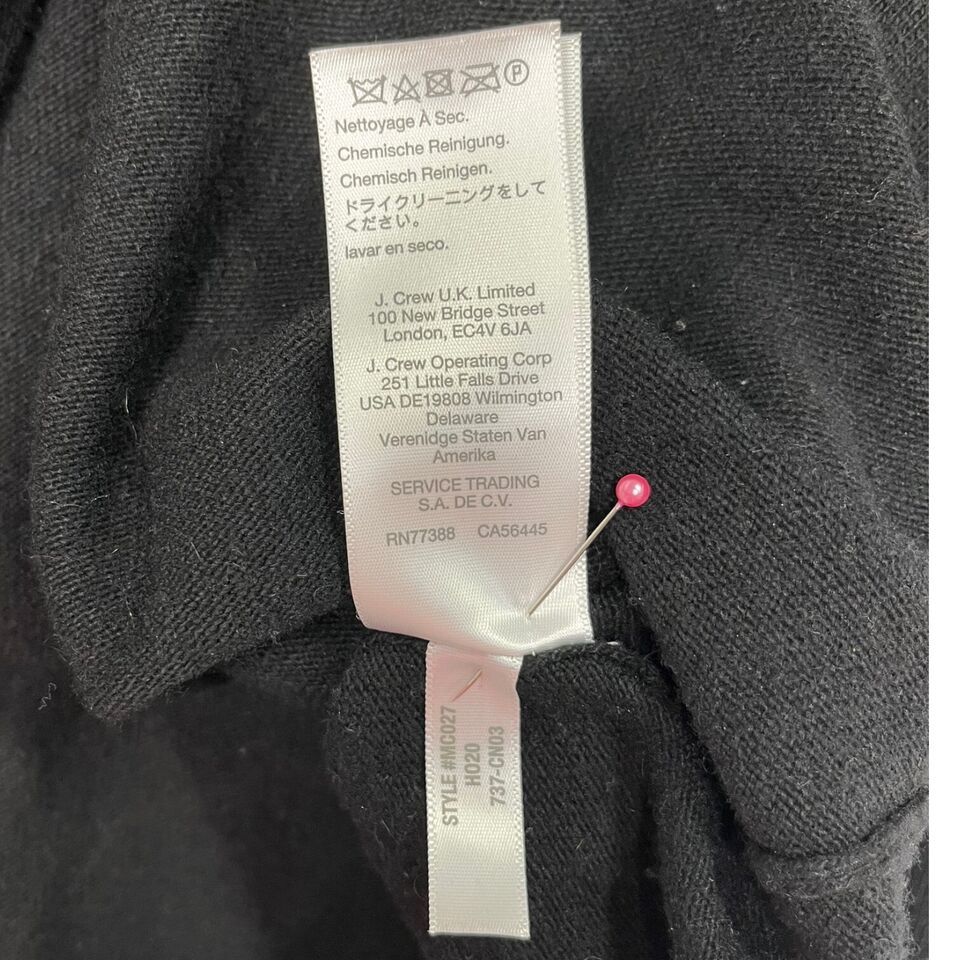 P
Nettoyage À Sec.
Chemische Reinigung.
Chemisch Reinigen.
ドライクリーニングをして
ください。
lavar en seco.
J. Crew U.K. Limited
100 New Bridge Street
London, EC4V 6JA
J. Crew Operating Corp
251 Little Falls Drive
USA DE19808 Wilmington
Delaware
Verenidge Staten Van
Amerika
SERVICE TRADING
S.A. DE C.V.
RN77388 CA56445
STYLE #MC027
H020
737-CN03